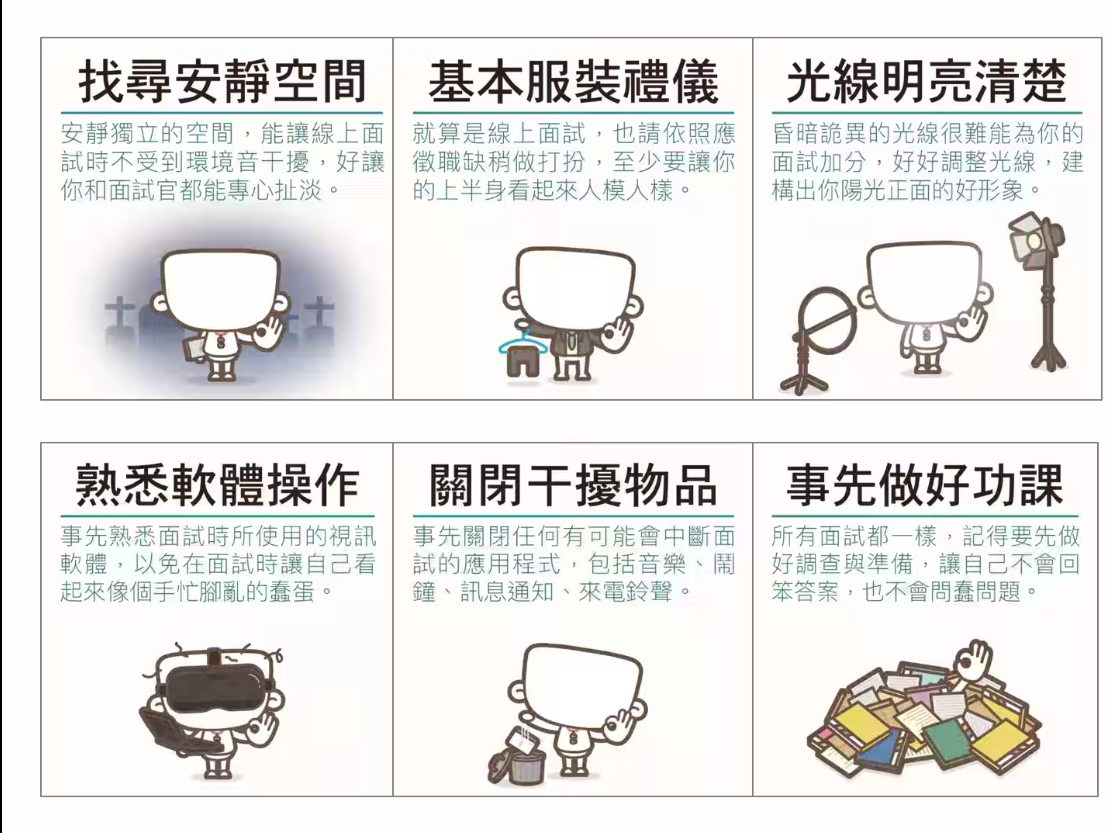 找尋安靜空間
安靜獨立的空間，能讓線上面
試時不受到環境音干擾，好讓
你和面試官都能專心扯淡。
基本服裝禮儀
就算是線上面試，也請依照應
徵職缺稍做打扮，至少要讓你
的上半身看起來人模人樣。
光線明亮清楚
昏暗詭異的光線很難能為你的
面試加分，好好調整光線，建
構出你陽光正面的好形象。
熟悉軟體操作
事先熟悉面試時所使用的視訊
軟體，以免在面試時讓自己看
起來像個手忙腳亂的蠢蛋。
關閉干擾物品
事先關閉任何有可能會中斷面
試的應用程式，包括音樂、鬧
鐘、訊息通知、來電鈴聲。
事先做好功課
所有面試都一樣，記得要先做
好調查與準備，讓自己不會回
笨答案，也不會問蠢問題。